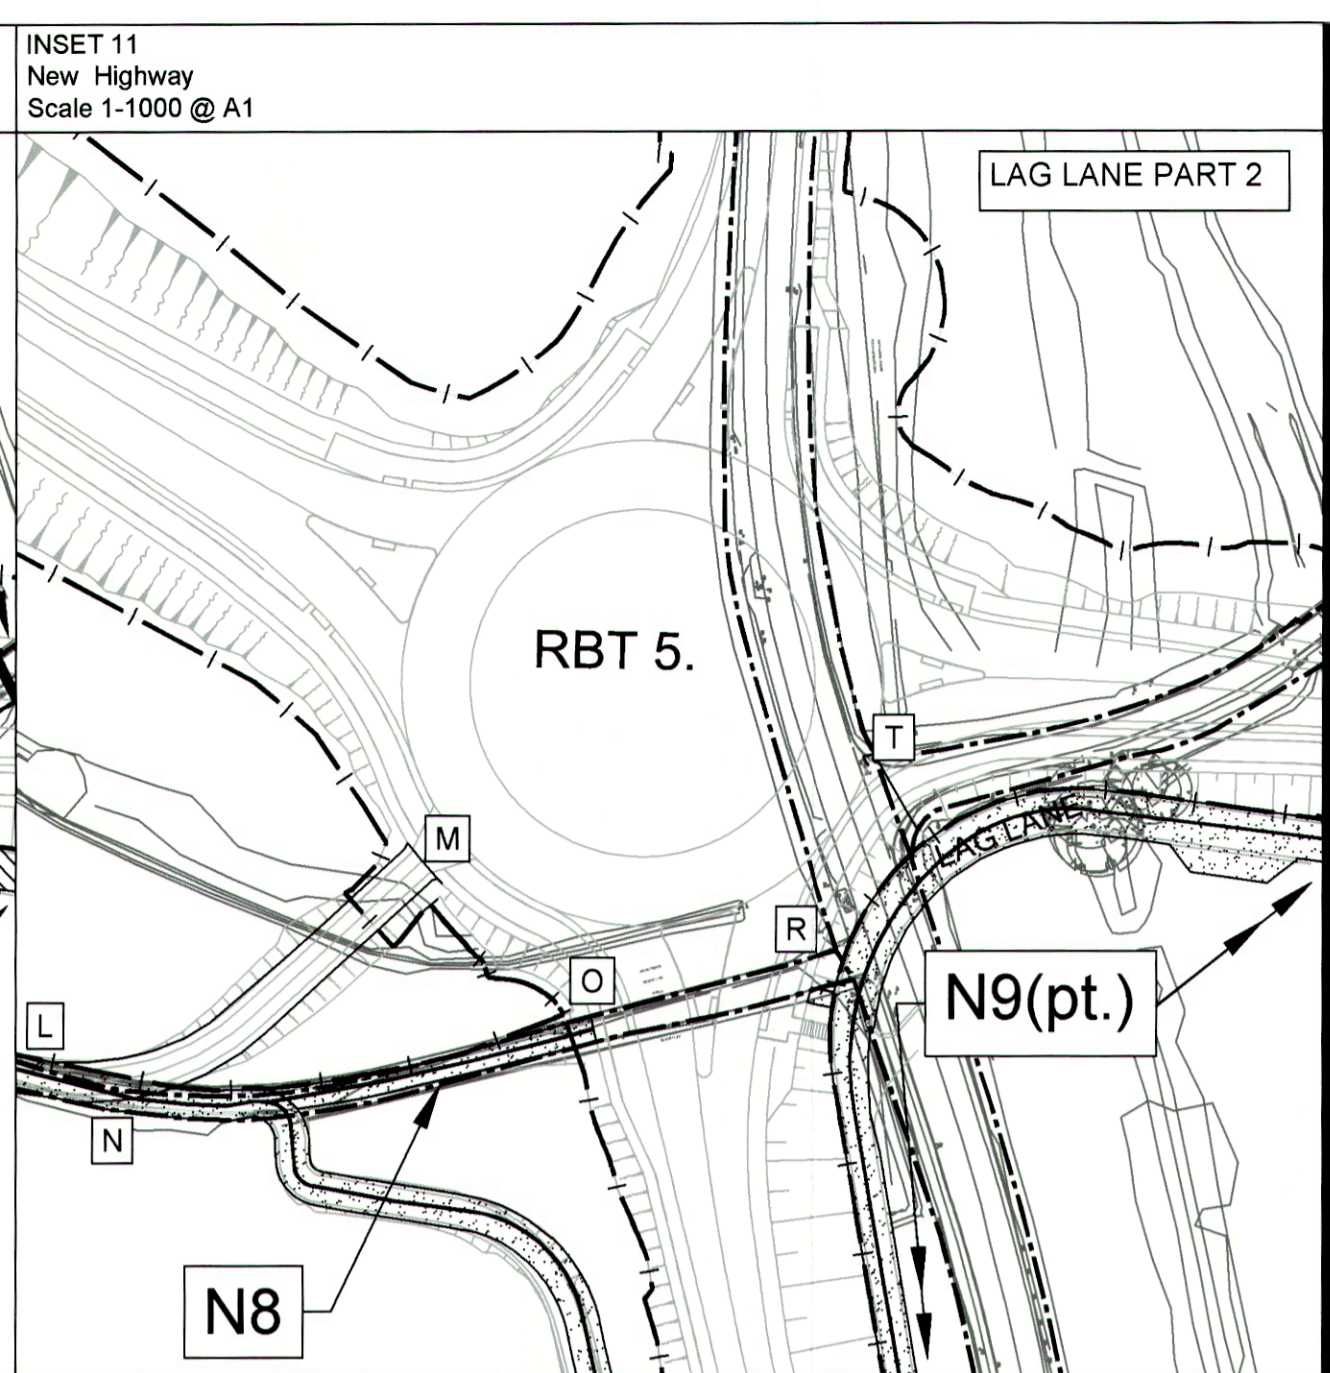 INSET 11
New Highway
Scale 1-1000 @ A1
LAG LANE PART 2
RBT 5.
T
M
LAG LANE
R
O
N9(pt.)
L
N
N8